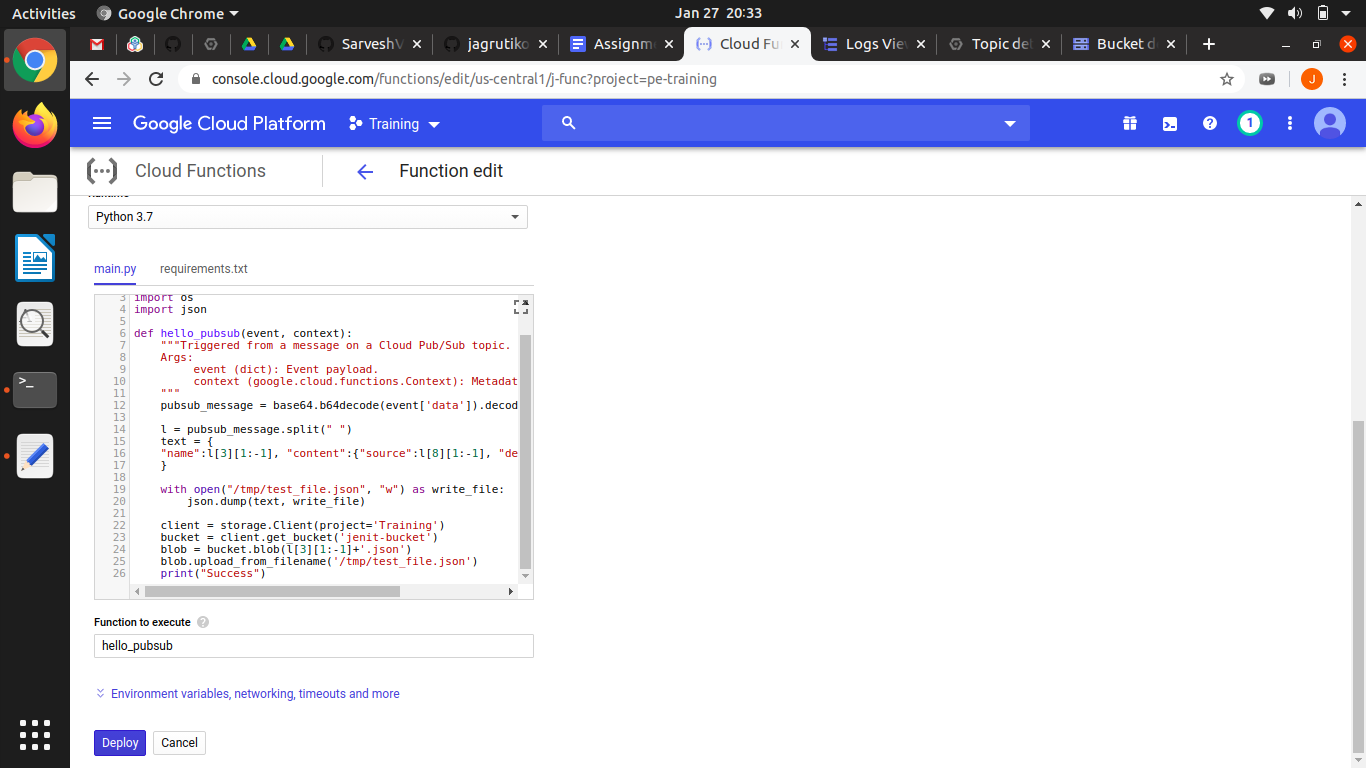 Activities Google Chrome Jan 27 20:33
SarveshV jagrutiko Assignm Cloud Fu Logs View Topic det Bucket d
console.cloud.google.com/functions/edit/us-central1/j-func?project=pe-training J
Google Cloud Platform Training 1
Cloud Functions Function edit
Runtime
Python 3.7
main.py requirements.txt
3 import os
4 import json
5
6 def hello_pubsub(event, context):
7 """Triggered from a message on a Cloud Pub/Sub topic.
8 Args:
9 event (dict): Event payload.
10 context (google.cloud.functions.Context): Metadat
11 """
12 pubsub_message = base64.b64decode(event['data']).decod
13
14 l = pubsub_message.split(" ")
15 text = {
16 "name":l[3][1:-1], "content":{"source":l[8][1:-1], "de
17 }
18
19 with open("/tmp/test_file.json", "w") as write_file:
20 json.dump(text, write_file)
21
22 client = storage.Client(project='Training')
23 bucket = client.get_bucket('jenit-bucket')
24 blob = bucket.blob(l[3][1:-1]+'.json')
25 blob.upload_from_filename('/tmp/test_file.json')
26 print("Success")
Function to execute ?
hello_pubsub
Environment variables, networking, timeouts and more
Deploy Cancel